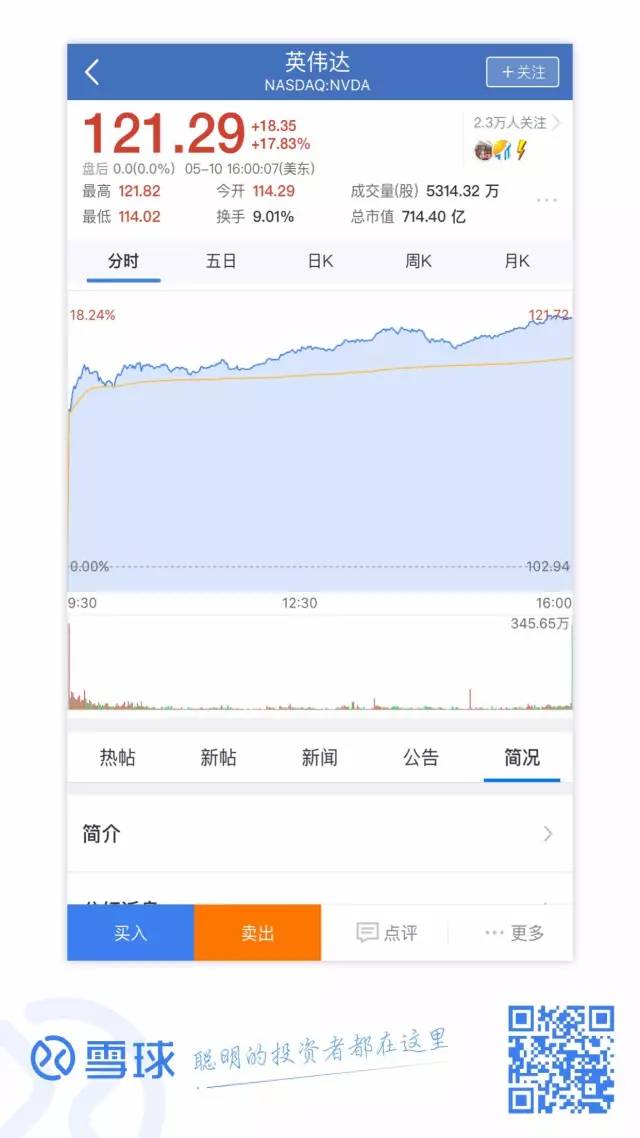 英伟达
NASDAQ:NVDA
+关注
121.29
+18.35
+17.83%
2.3万人关注
盘后 0.0(0.0%) 05-10 16:00:07(美东)
最高 121.82 今开 114.29 成交量(股) 5314.32 万
最低 114.02 换手 9.01% 总市值 714.40 亿
分时 五日 日K 周K 月K
18.24% 121.72
0.00% 102.94
9:30 12:30 16:00
345.65万
热帖 新帖 新闻 公告 简况
简介
买入 卖出 点评 更多
雪球 聪明的投资者都在这里